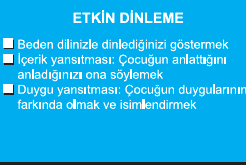 ETKİN DİNLEME
Beden dilinizle dinlediğinizi göstermek
İçerik yansıtması: Çocuğun anlattığını
anladığınızı ona söylemek
Duygu yansıtması: Çocuğun duygularının
farkında olmak ve isimlendirmek